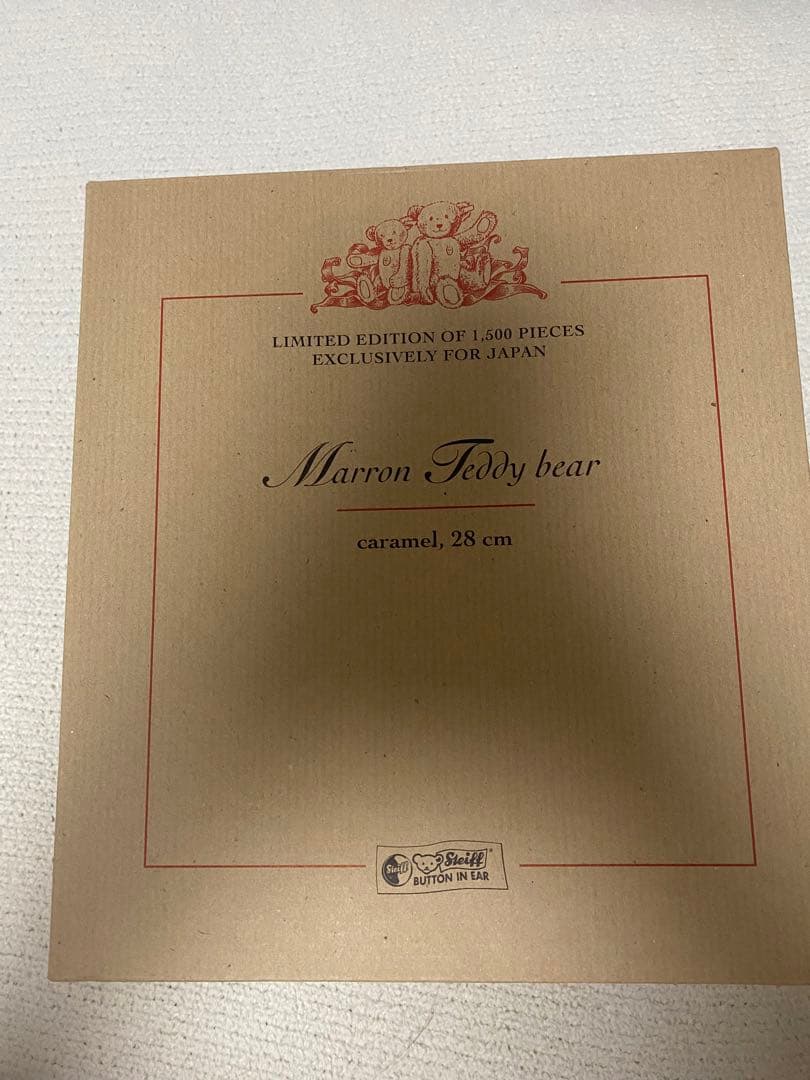 LIMITED EDITION OF 1,500 PIECES
EXCLUSIVELY FOR JAPAN
Marron Teddy bear
caramel, 28 cm
Steiff
Steiff
BUTTON IN EAR